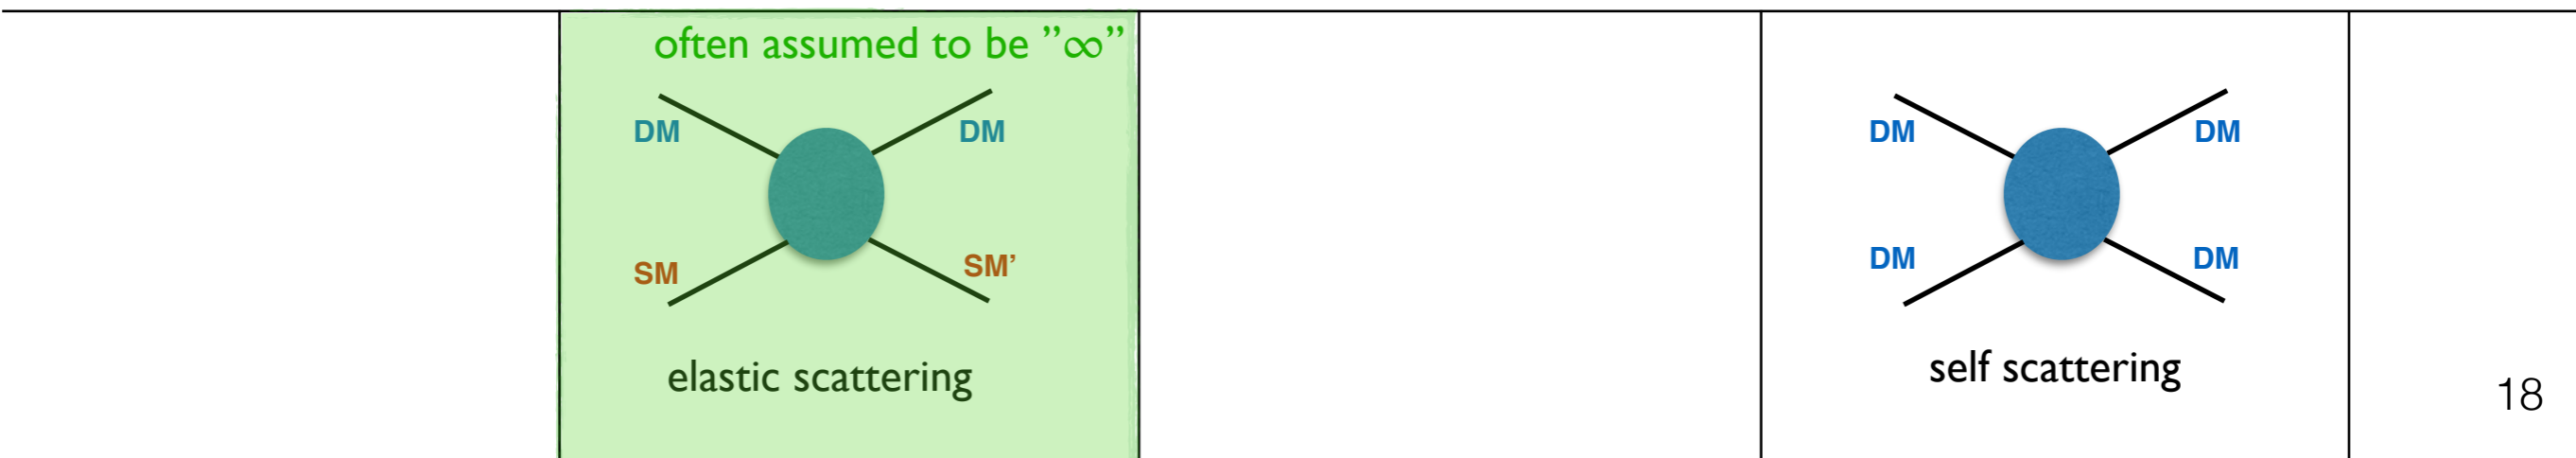 often assumed to be ”∞”
DM DM
SM SM’
elastic scattering
DM DM
DM DM
self scattering
18